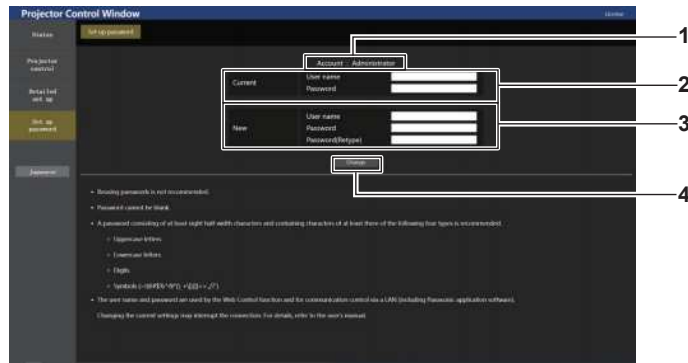 Projector Control Window
License
Status
Set up password
1
Account : Administrator
Projector
control
Current
User name
Password
2
Detailed
set up
New
User name
Password
Password(Retype)
3
Set up
password
Change
4
Japanese
• Reusing passwords is not recommended.
• Password cannot be blank.
• A password consisting of at least eight half width characters and containing characters of at least three of the following four types is recommended.
Uppercase letters
Lowercase letters
Digits
Symbols
• The user name and password are used by the Web Control function and for communication control via a LAN (including Panasonic application software).
Changing the current settings may interrupt the connection. For details, refer to the user's manual.